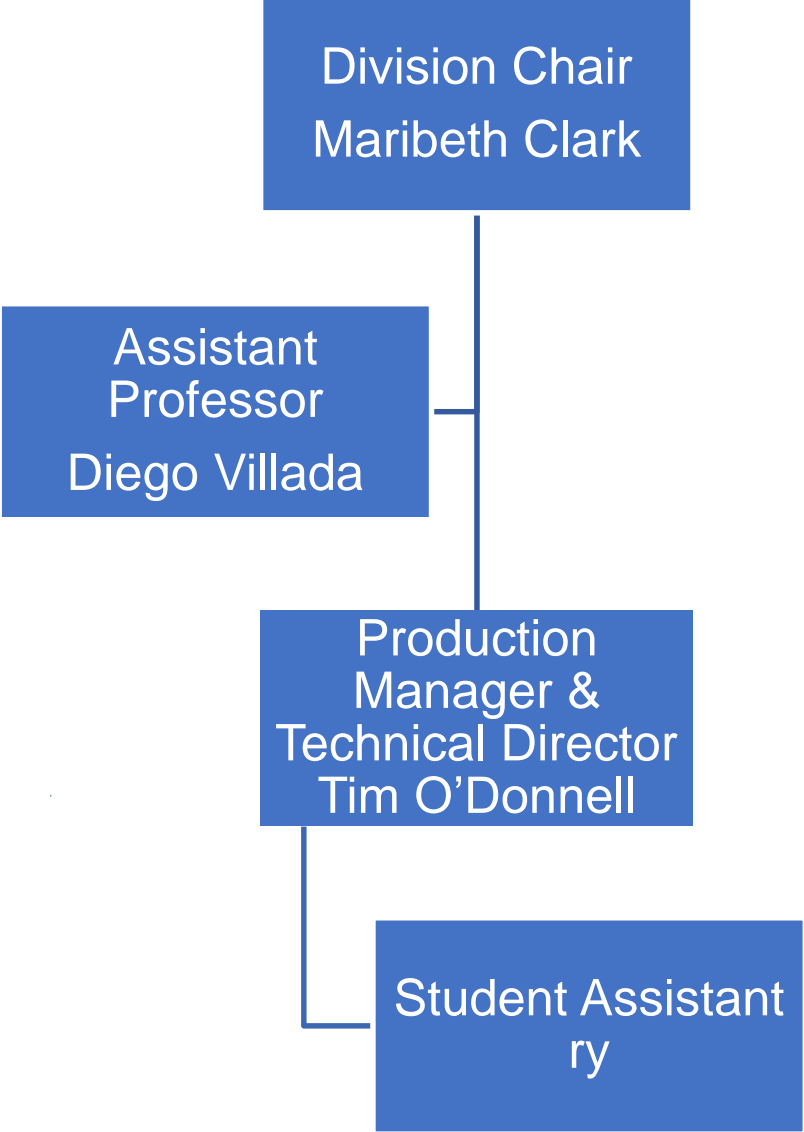 Division Chair
Maribeth Clark
Assistant
Professor
Diego Villada
Production
Manager &
Technical Director
Tim O’Donnell
Student Assistant
ry